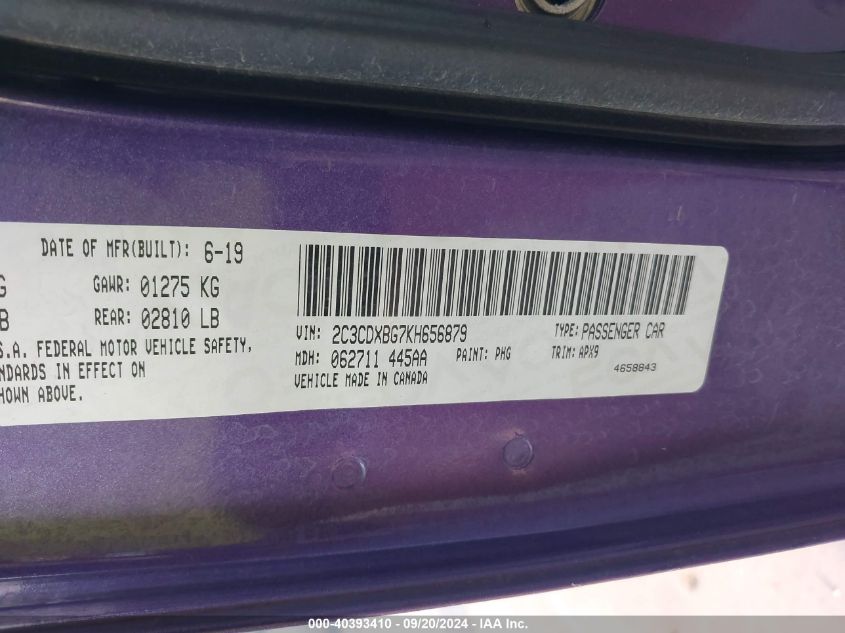 DATE OF MFR(BUILT): 6-19
G GAWR: 01275 KG
B REAR: 02810 LB
S.A. FEDERAL MOTOR VEHICLE SAFETY,
NDARDS IN EFFECT ON
HOWN ABOVE.
VIN: 2C3CDXBG7KH656879 TYPE: PASSENGER CAR
MDH: 062711 445AA PAINT: PHG TRIM: APX9
VEHICLE MADE IN CANADA 4658843
000-40393410 - 09/20/2024 - IAA Inc.